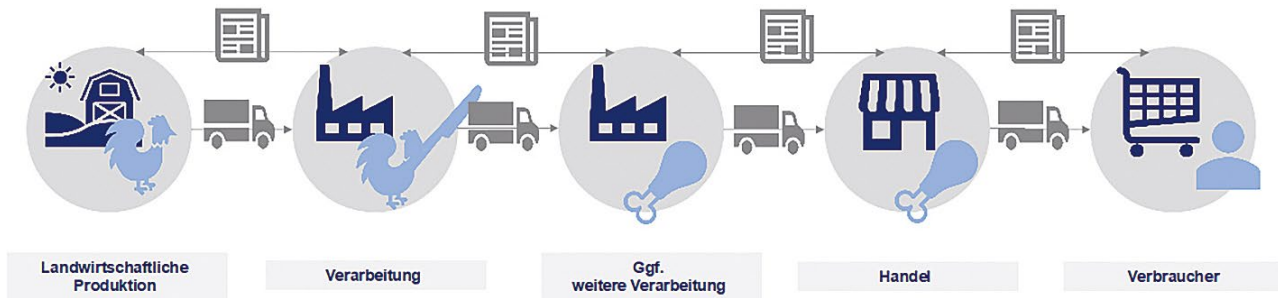 Landwirtschaftliche
Produktion
Verarbeitung
Ggf.
weitere Verarbeitung
Handel
Verbraucher